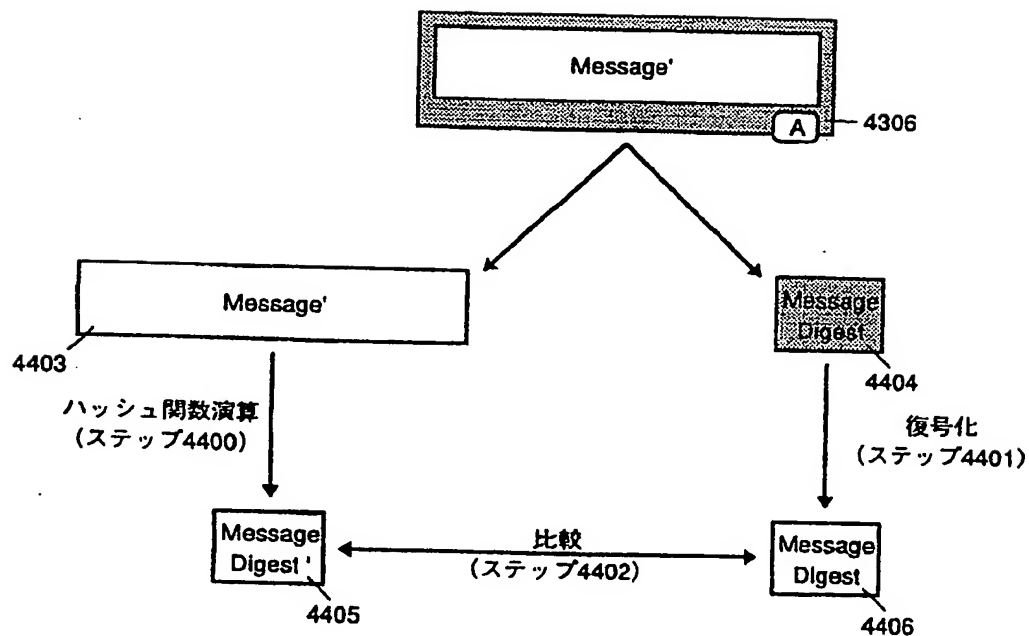 Message'
A
4306
Message'
4403
Message
Digest
4404
ハッシュ関数演算
(ステップ4400)
復号化
(ステップ4401)
Message
Digest '
4405
比較
(ステップ4402)
Message
Digest
4406